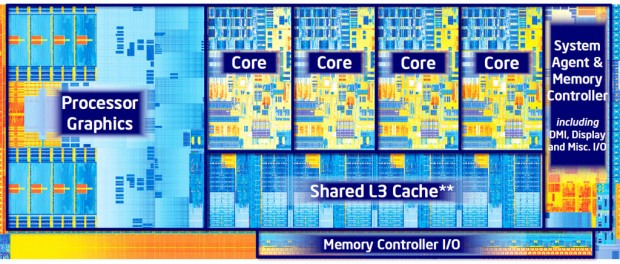 Processor
Graphics
Core
Core
Core
Core
System
Agent &
Memory
Controller
including
DMI, Display
and Misc. I/O
Shared L3 Cache**
Memory Controller I/O